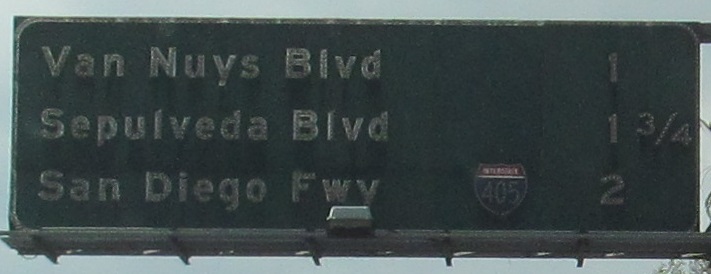 Van Nuys Blvd 1
Sepulveda Blvd 1 3/4
San Diego Fwy INTERSTATE 405 2